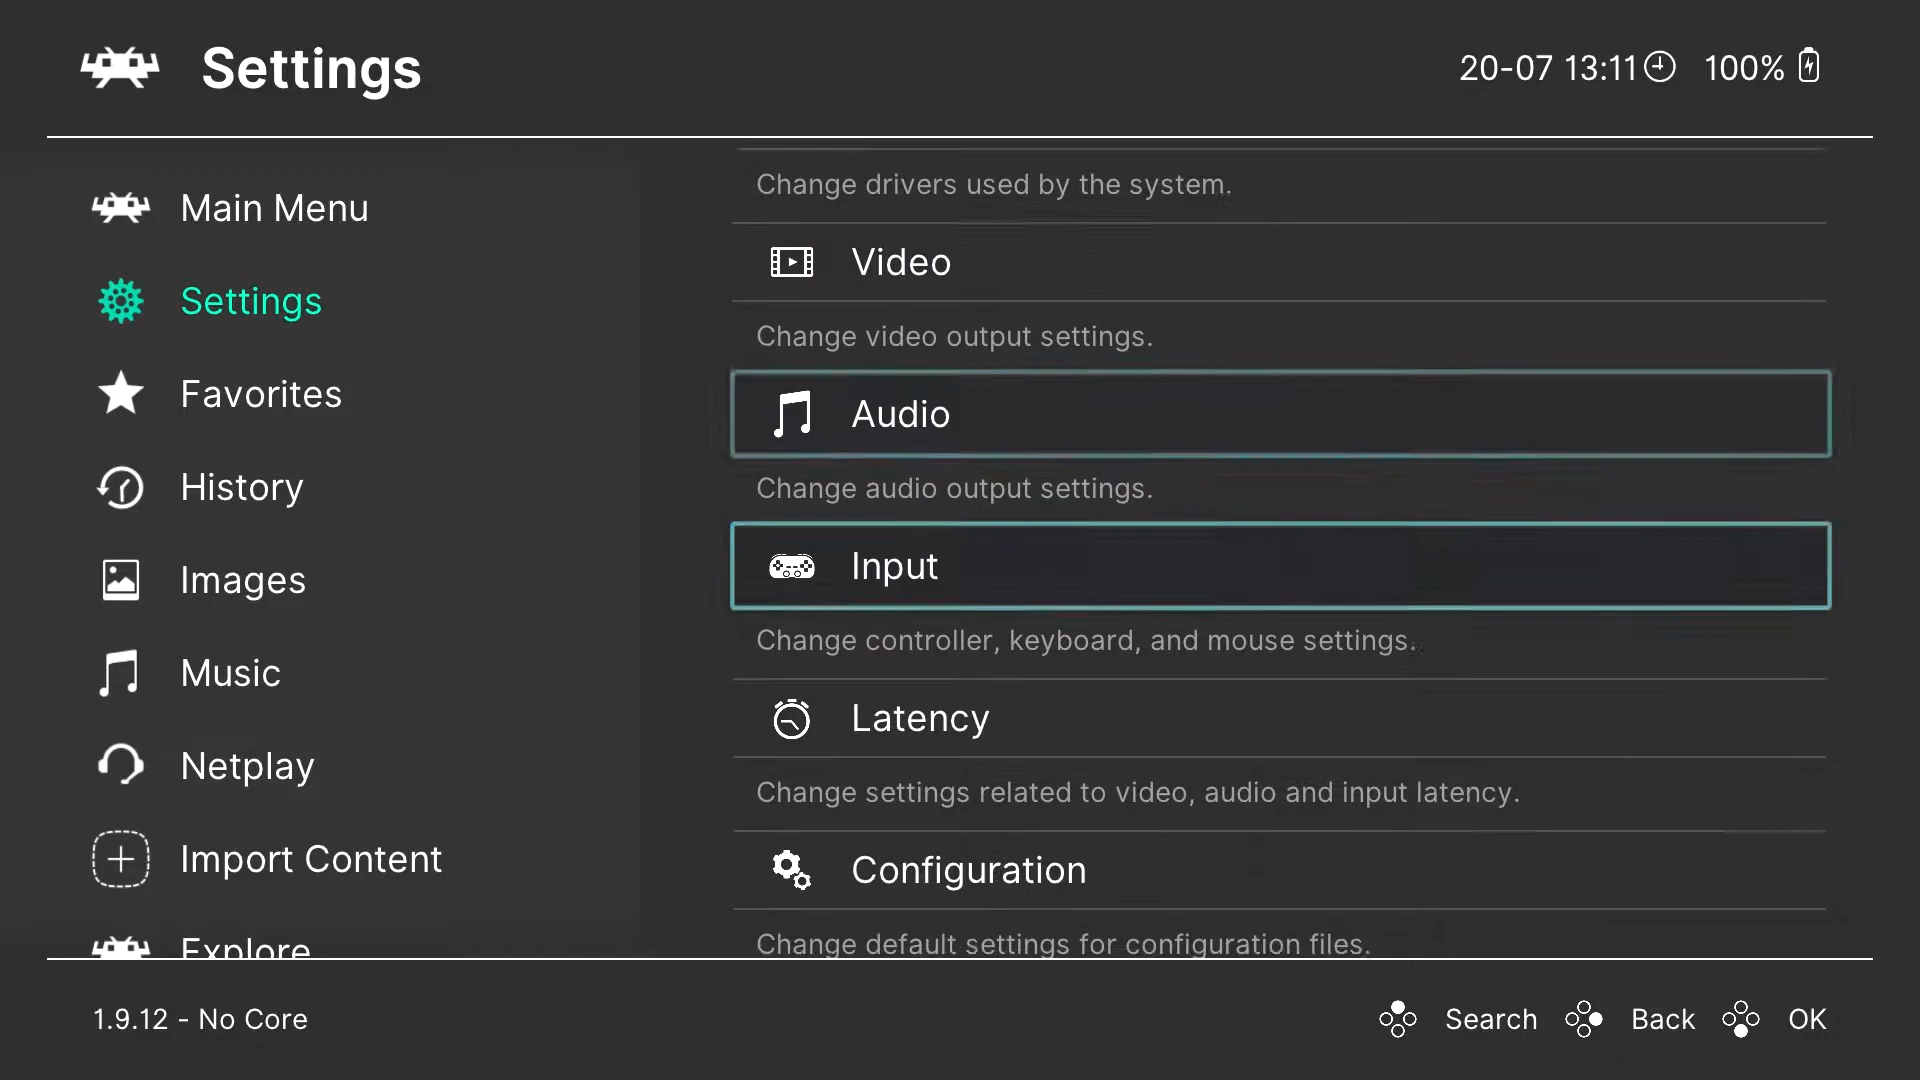 Settings
20-07 13:11
100%
Main Menu
Settings
Favorites
History
Images
Music
Netplay
Import Content
Explore
Change drivers used by the system.
Video
Change video output settings.
Audio
Change audio output settings.
Input
Change controller, keyboard, and mouse settings.
Latency
Change settings related to video, audio and input latency.
Configuration
Change default settings for configuration files.
1.9.12 - No Core
Search
Back
OK